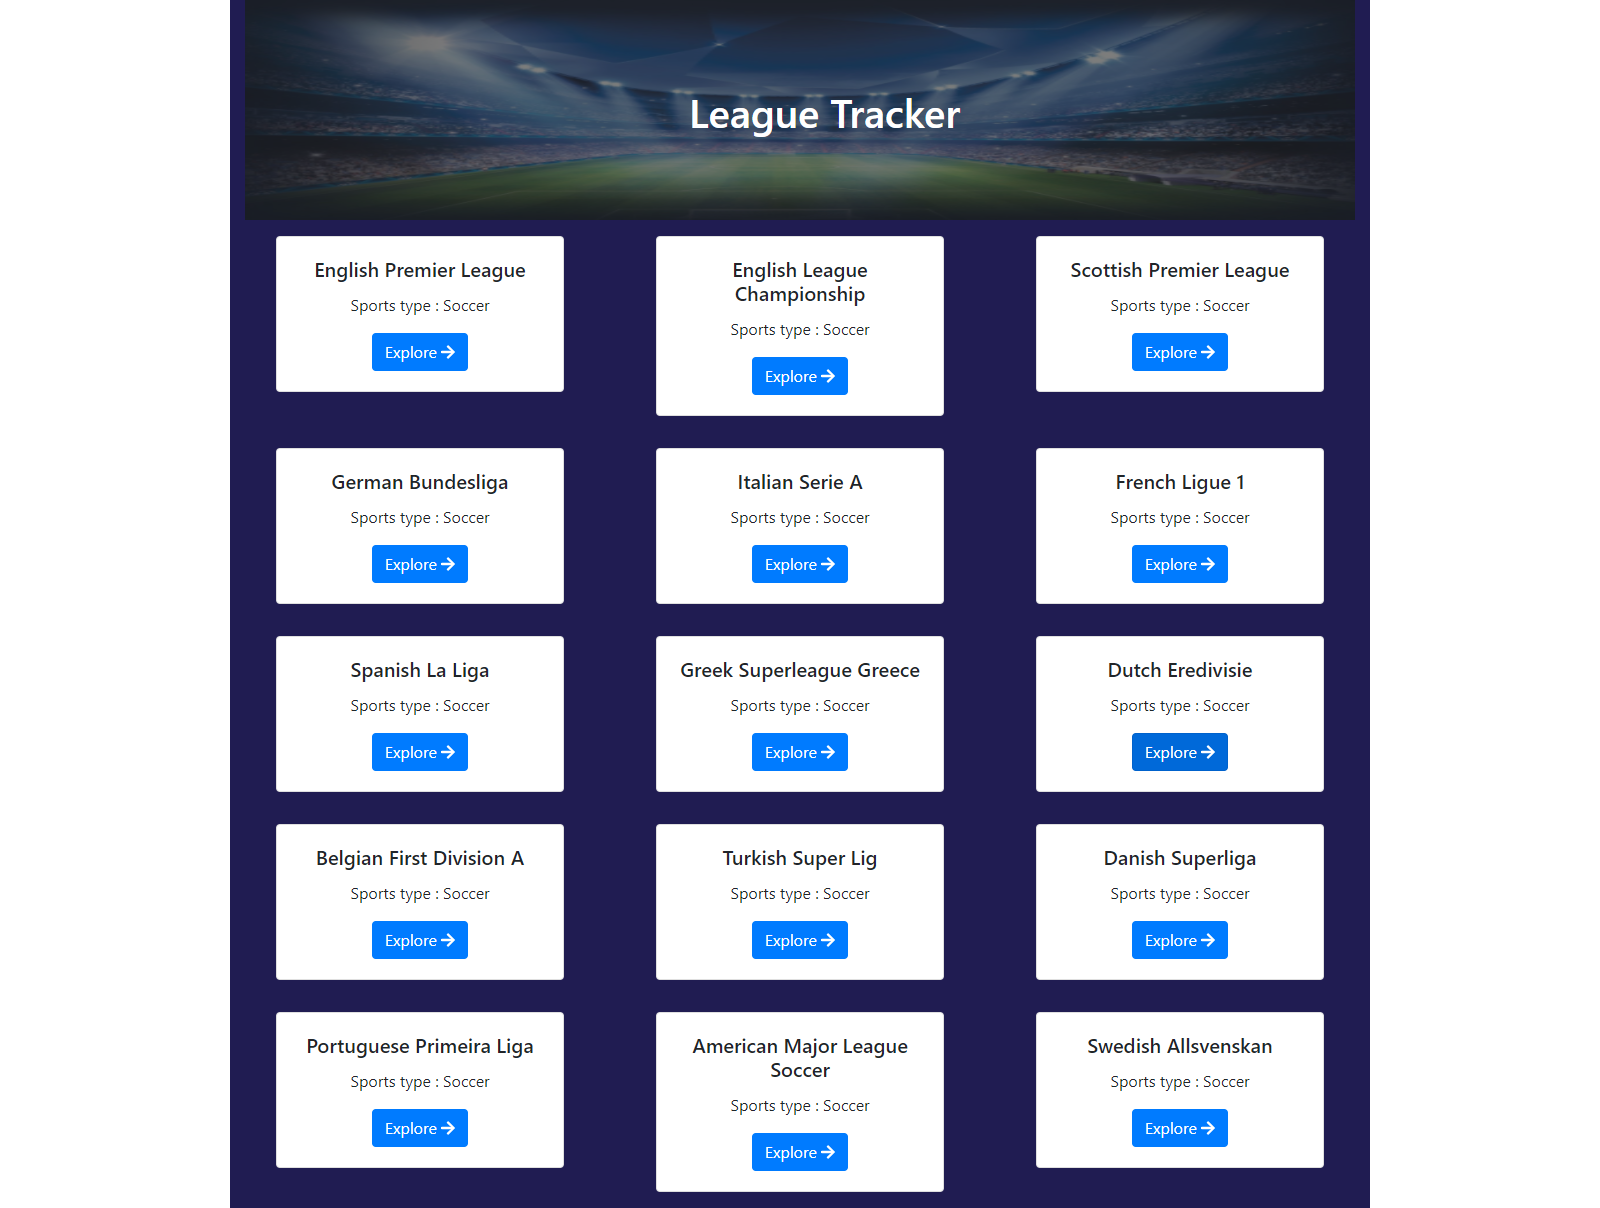 League Tracker
English Premier League
Sports type : Soccer
Explore
English League
Championship
Sports type : Soccer
Explore
Scottish Premier League
Sports type : Soccer
Explore
German Bundesliga
Sports type : Soccer
Explore
Italian Serie A
Sports type : Soccer
Explore
French Ligue 1
Sports type : Soccer
Explore
Spanish La Liga
Sports type : Soccer
Explore
Greek Superleague Greece
Sports type : Soccer
Explore
Dutch Eredivisie
Sports type : Soccer
Explore
Belgian First Division A
Sports type : Soccer
Explore
Turkish Super Lig
Sports type : Soccer
Explore
Danish Superliga
Sports type : Soccer
Explore
Portuguese Primeira Liga
Sports type : Soccer
Explore
American Major League
Soccer
Sports type : Soccer
Explore
Swedish Allsvenskan
Sports type : Soccer
Explore